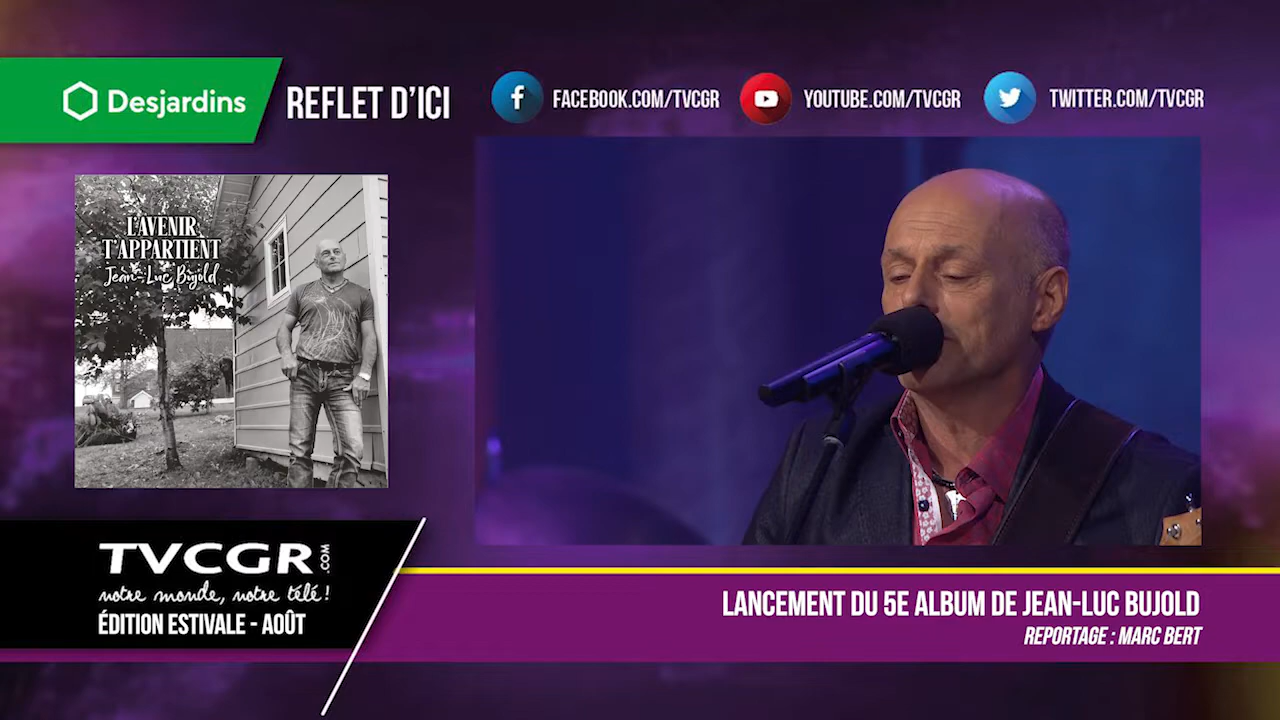 Desjardins
REFLET D'ICI
FACEBOOK.COM/TVCGR
YOUTUBE.COM/TVCGR
TWITTER.COM/TVCGR
L'AVENIR
T'APPARTIENT
Jean-Luc Bujold
TVCGR.COM
notre monde, notre télé!
ÉDITION ESTIVALE - AOÛT
LANCEMENT DU 5E ALBUM DE JEAN-LUC BUJOLD
REPORTAGE : MARC BERT